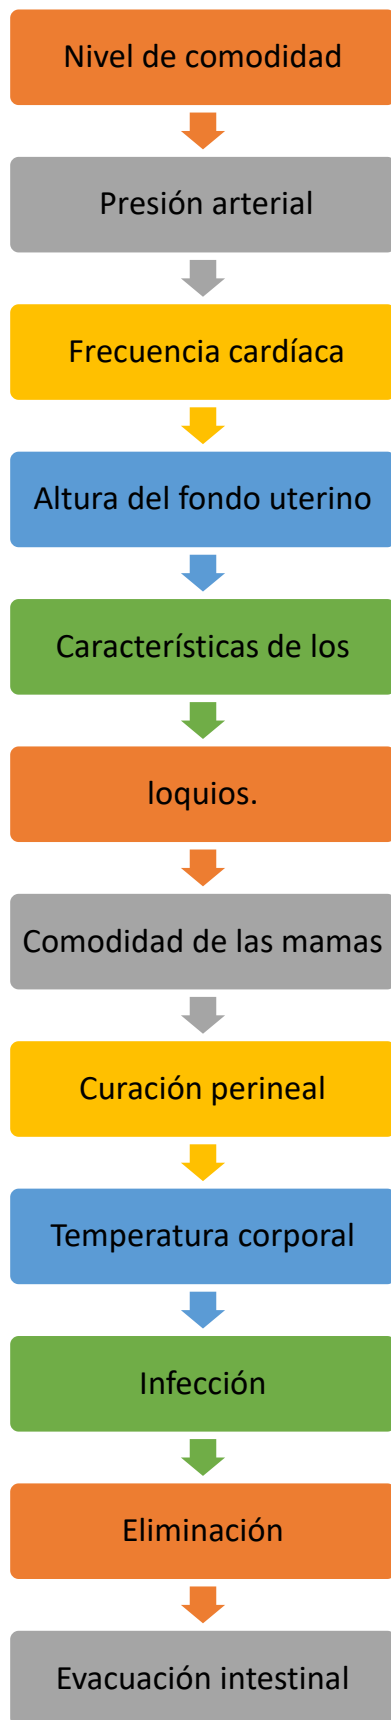 Nivel de comodidad
Presión arterial
Frecuencia cardíaca
Altura del fondo uterino
Características de los
loquios.
Comodidad de las mamas
Curación perineal
Temperatura corporal
Infección
Eliminación
Evacuación intestinal